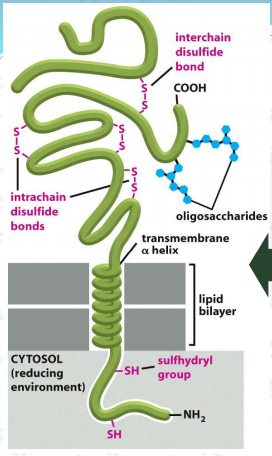 interchain
disulfide
bond
COOH
S
S
S
S
S
S
S
S
intrachain
disulfide
bonds
oligosaccharides
transmembrane
α helix
lipid
bilayer
CYTOSOL
(reducing
environment)
SH
sulfhydryl
group
NH₂
SH